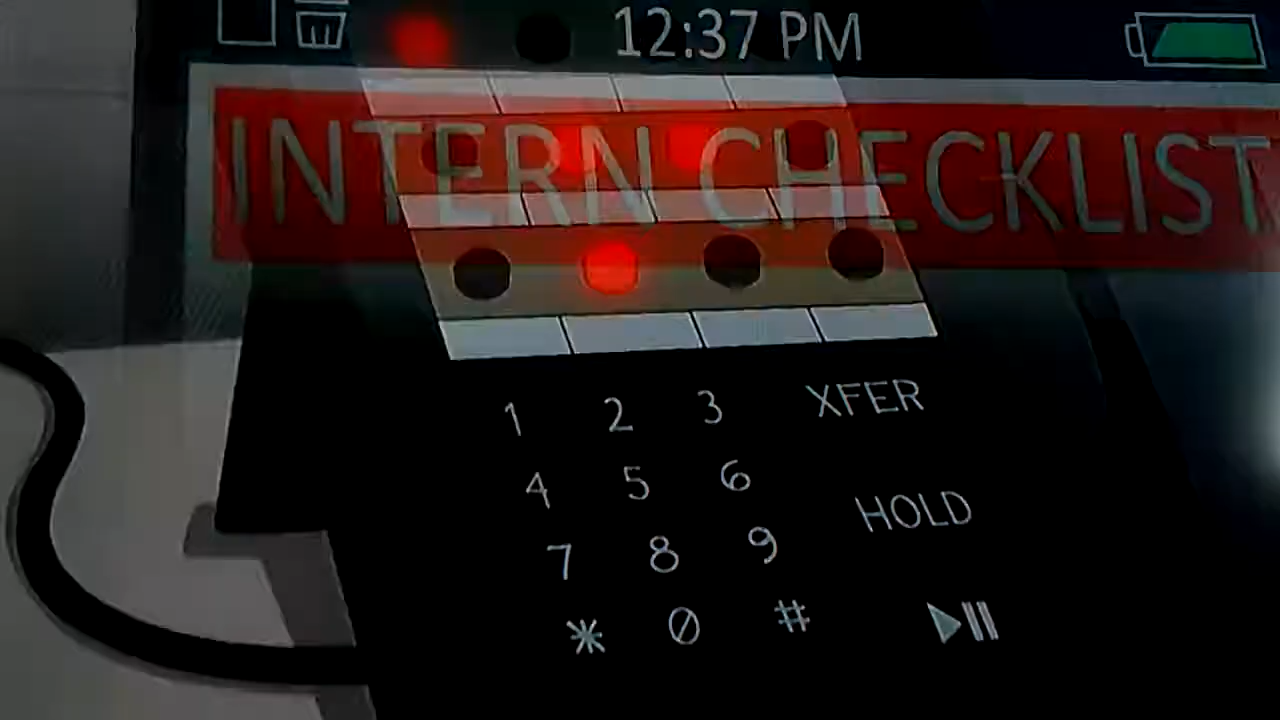 12:37 PM
INTERN CHECKLIST
1 2 3 XFER
4 5 6
HOLD
7 8 9
* 0 #